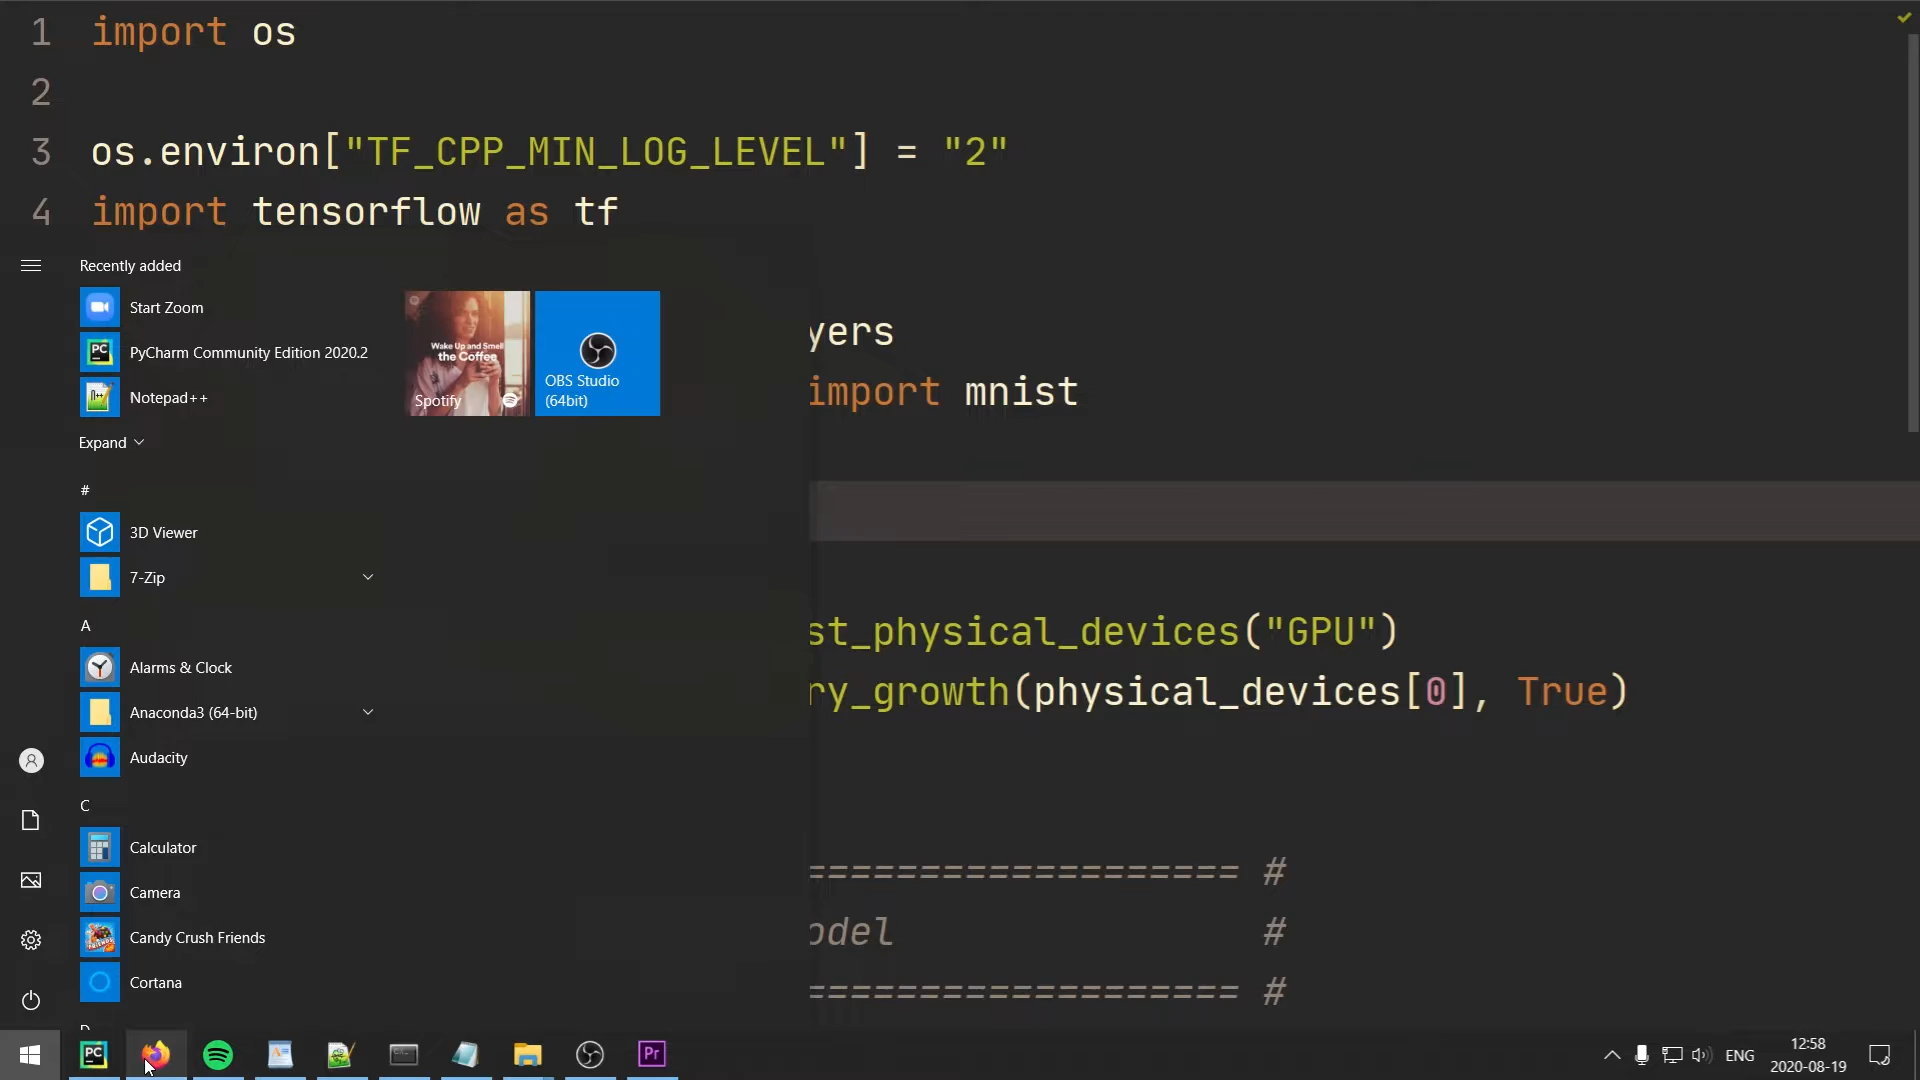 1 import os
2
3 os.environ["TF_CPP_MIN_LOG_LEVEL"] = "2"
4 import tensorflow as tf
Recently added
Start Zoom
PyCharm Community Edition 2020.2
Notepad++
Expand
Wake Up and Smell
the Coffee
Spotify
OBS Studio
(64bit)
yers
import mnist
#
3D Viewer
7-Zip
A
Alarms & Clock
Anaconda3 (64-bit)
Audacity
C
Calculator
Camera
Candy Crush Friends
Cortana
D
st_physical_devices("GPU")
ry_growth(physical_devices[0], True)
=================== #
odel #
=================== #
PC
Pr
ENG
12:58
2020-08-19